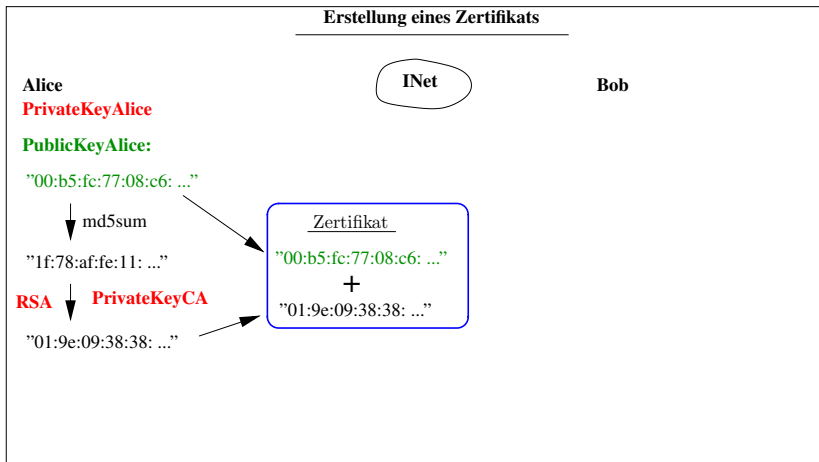 Erstellung eines Zertifikats
Alice
INet
Bob
PrivateKeyAlice
PublicKeyAlice:
”00:b5:fc:77:08:c6: ...”
md5sum
”1f:78:af:fe:11: ...”
RSA
PrivateKeyCA
”01:9e:09:38:38: ...”
Zertifikat
”00:b5:fc:77:08:c6: ...”
+
”01:9e:09:38:38: ...”